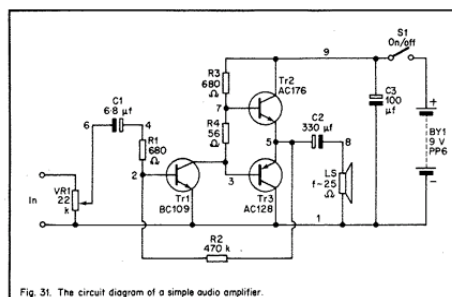 S1
On/off
9
R3
680
Ω
Tr2
AC176
C1
6·8 µf
7
C3
100
µf
+
6
4
R4
56
Ω
C2
330 µf
R1
680
Ω
5
8
BY1
9 V
PP6
2
3
In
VR1
22
k
Tr1
BC109
Tr3
AC128
LS
Ω
1
−
R2
470 k
Fig. 31. The circuit diagram of a simple audio amplifier.